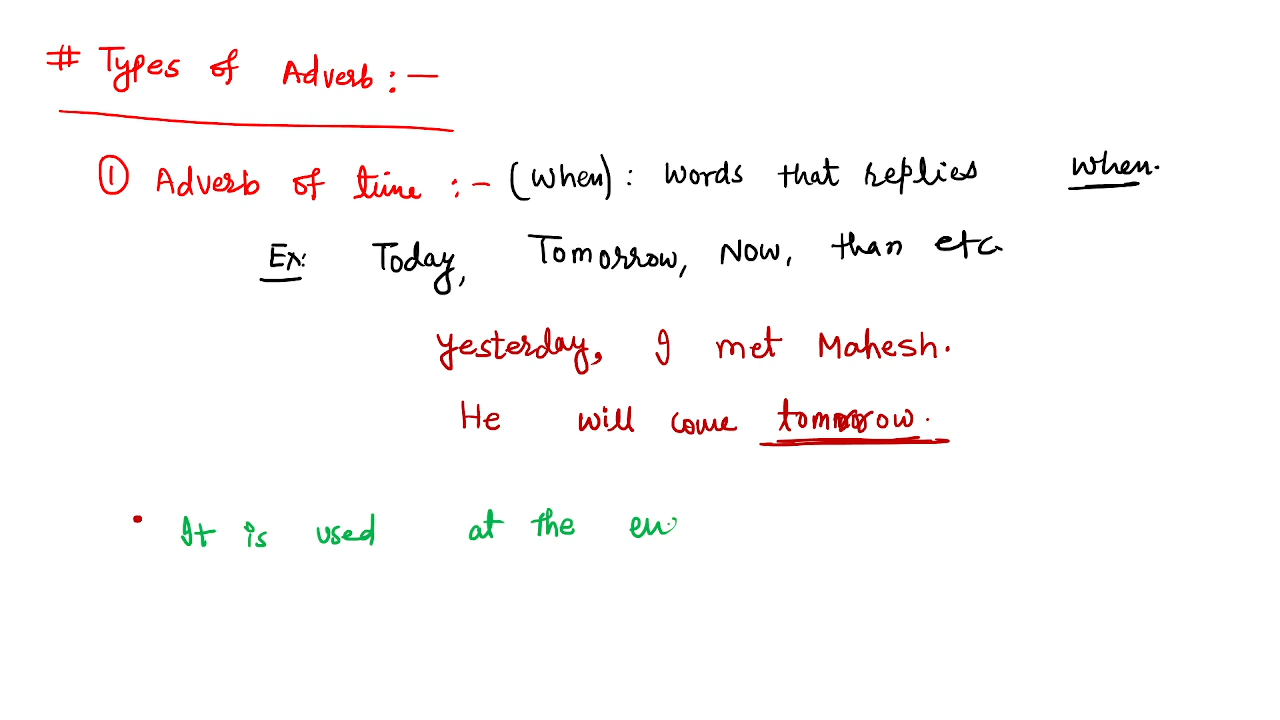 # Types of Adverb:-
① Adverb of time :- (When) : words that replies when.
Ex: Today, Tomorrow, Now, than etc
yesterday, I met Mahesh.
He will come tomorrow.
• It is used at the en